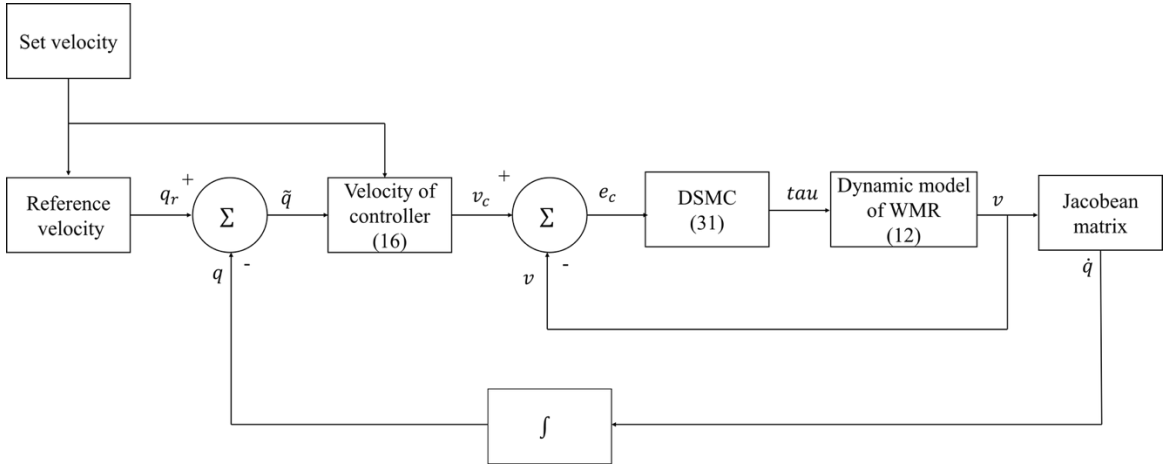 Set velocity
Reference
velocity
q_r
+
Σ
-
q
q̃
Velocity of
controller
(16)
v_c
+
Σ
-
v
e_c
DSMC
(31)
tau
Dynamic model
of WMR
(12)
v
Jacobean
matrix
q̇
∫